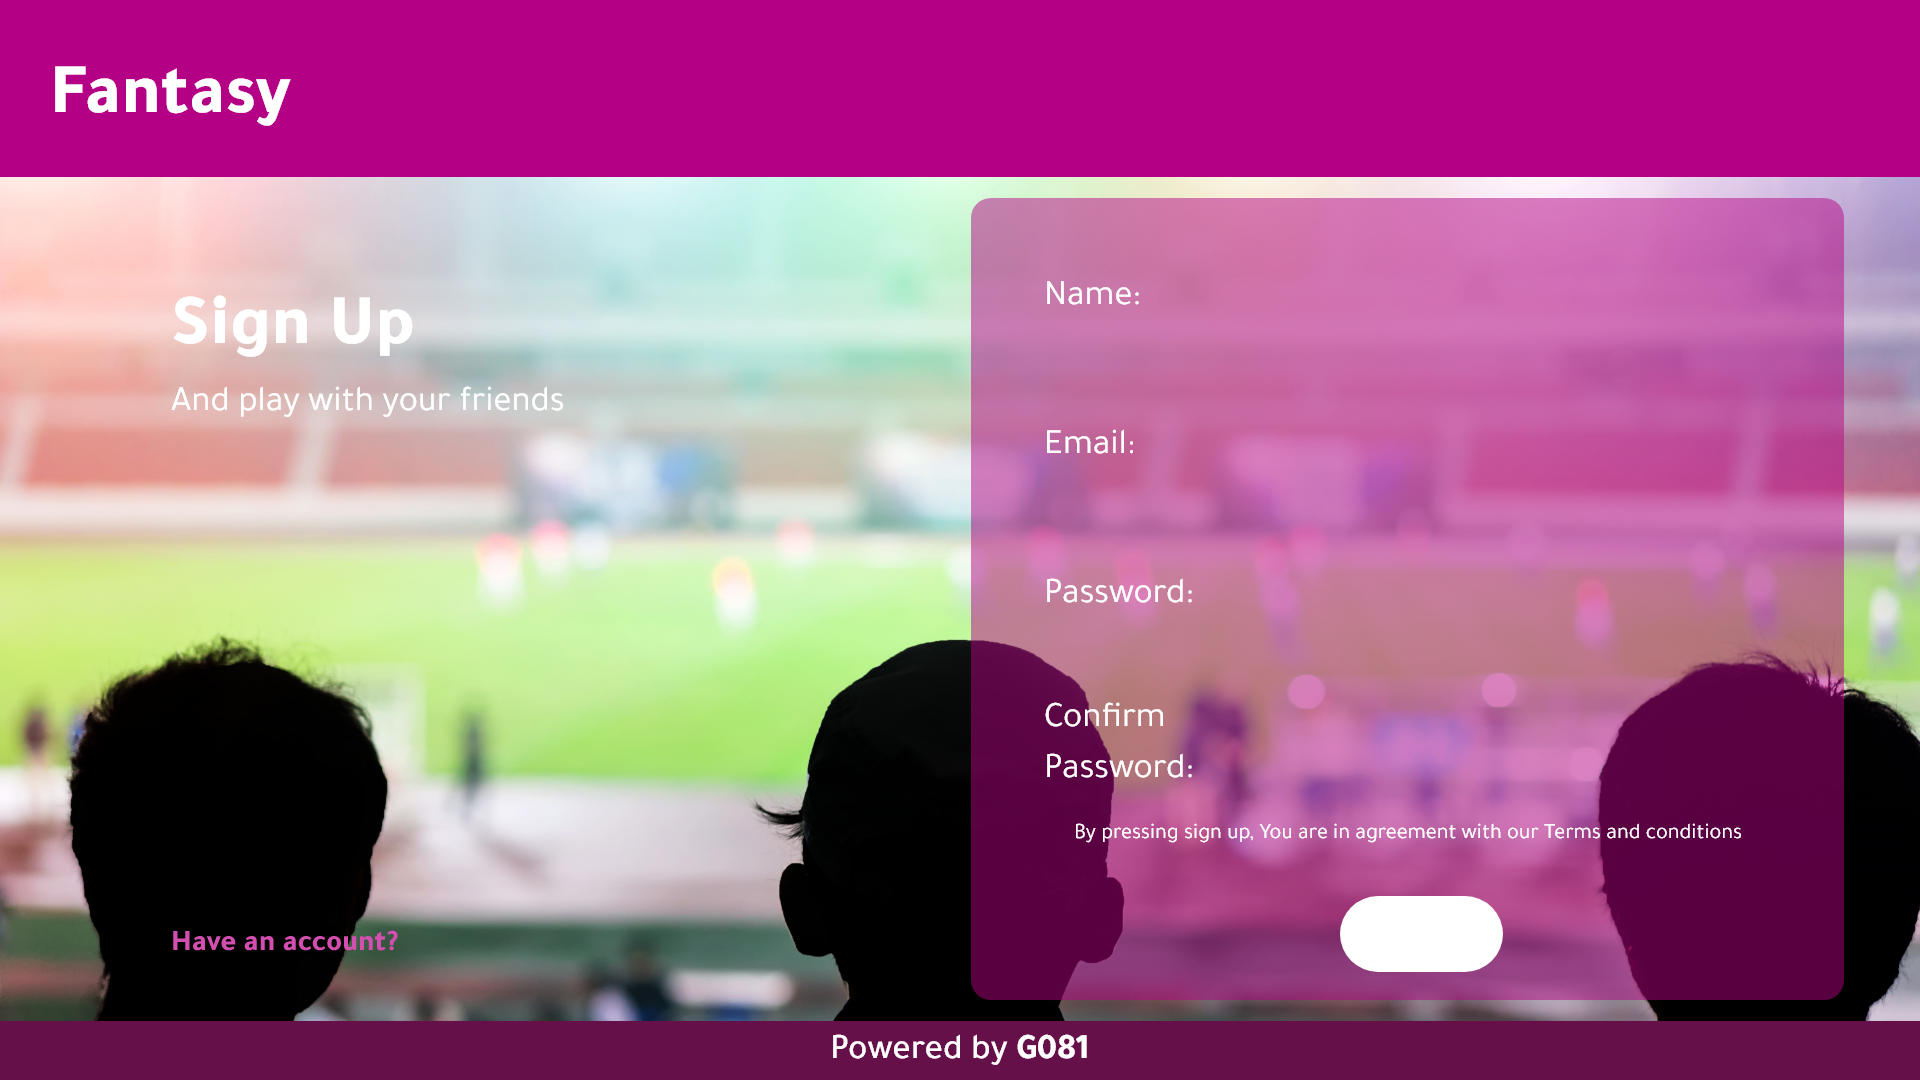 Fantasy
Sign Up
And play with your friends
Name:
Email:
Password:
Confirm
Password:
By pressing sign up, You are in agreement with our Terms and conditions
Have an account?
Powered by G081